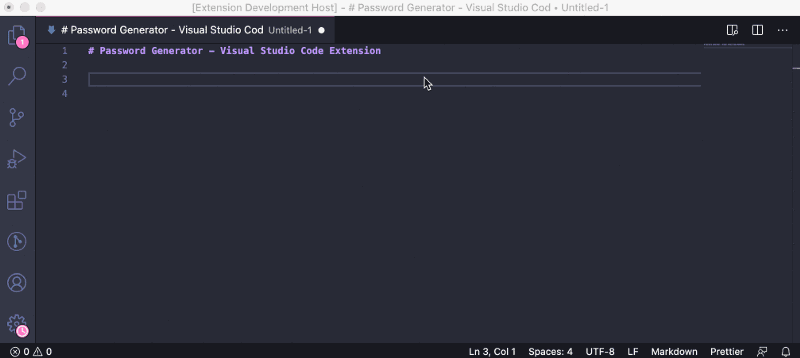 [Extension Development Host] - # Password Generator - Visual Studio Cod • Untitled-1
# Password Generator - Visual Studio Cod Untitled-1
1 # Password Generator - Visual Studio Code Extension
2
3
4
1
0 0 Ln 3, Col 1 Spaces: 4 UTF-8 LF Markdown Prettier